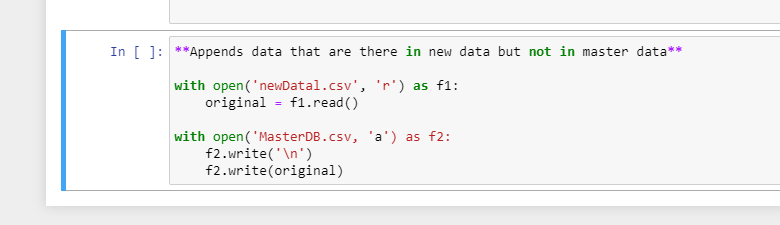 In [ ]: **Appends data that are there in new data but not in master data**
with open('newDatal.csv', 'r') as f1:
    original = f1.read()
with open('MasterDB.csv, 'a') as f2:
    f2.write('\n')
    f2.write(original)